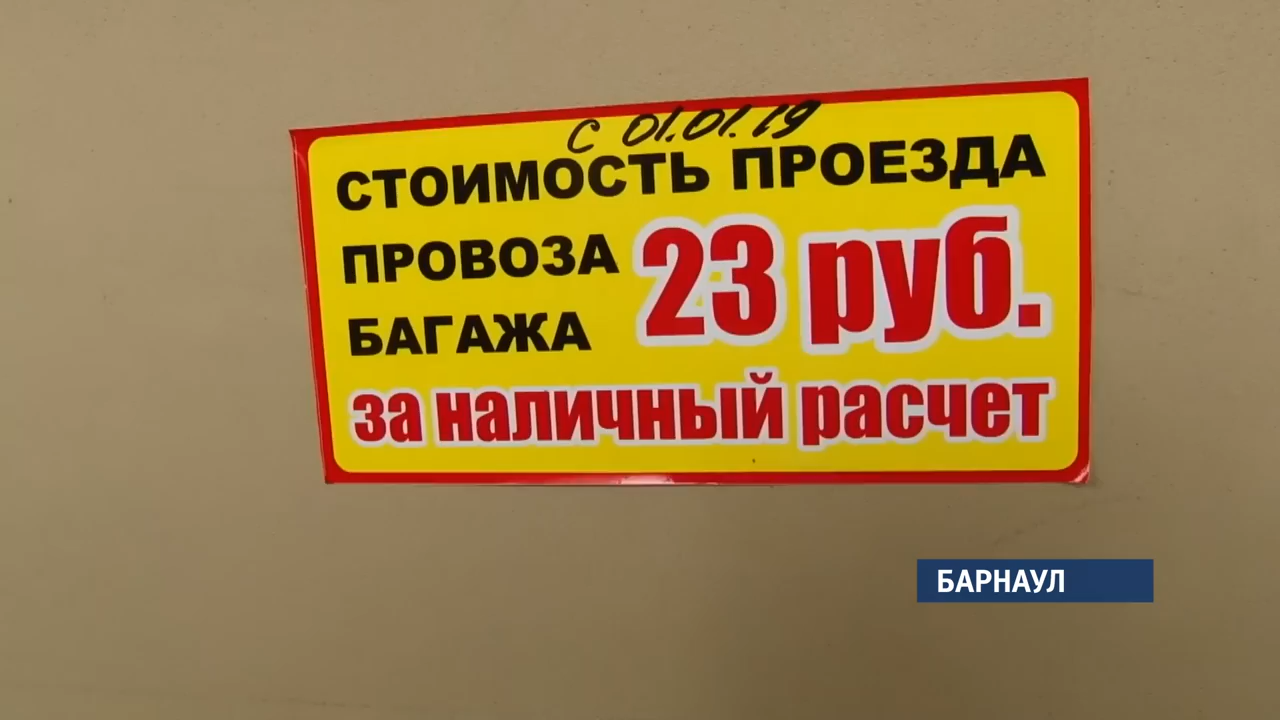 с 01.01.19
СТОИМОСТЬ ПРОЕЗДА
ПРОВОЗА
БАГАЖА
23 руб.
за наличный расчет
БАРНАУЛ